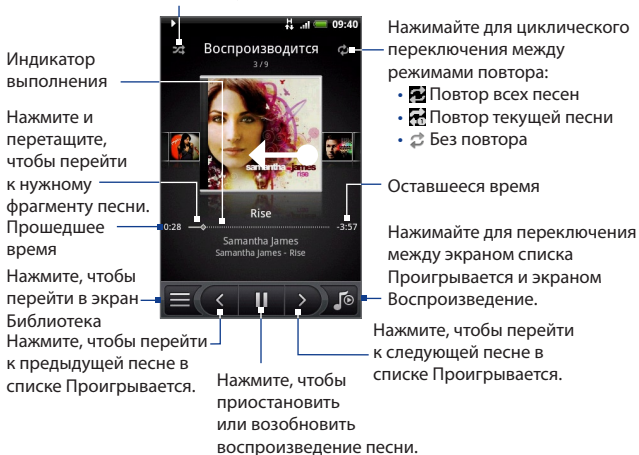 09:40
Воспроизводится
3 / 9
samantha james
rise
Rise
0:28
-3:57
Samantha James
Samantha James - Rise
Индикатор
выполнения
Нажмите и
перетащите,
чтобы перейти
к нужному
фрагменту песни.
Прошедшее
время
Нажмите, чтобы
перейти в экран
Библиотека
Нажмите, чтобы перейти
к предыдущей песне в
списке Проигрывается.
Нажмите, чтобы
приостановить
или возобновить
воспроизведение песни.
Нажимайте для циклического
переключения между
режимами повтора:
• Повтор всех песен
• Повтор текущей песни
• Без повтора
Оставшееся время
Нажимайте для переключения
между экраном списка
Проигрывается и экраном
Воспроизведение.
Нажмите, чтобы перейти
к следующей песне в
списке Проигрывается.